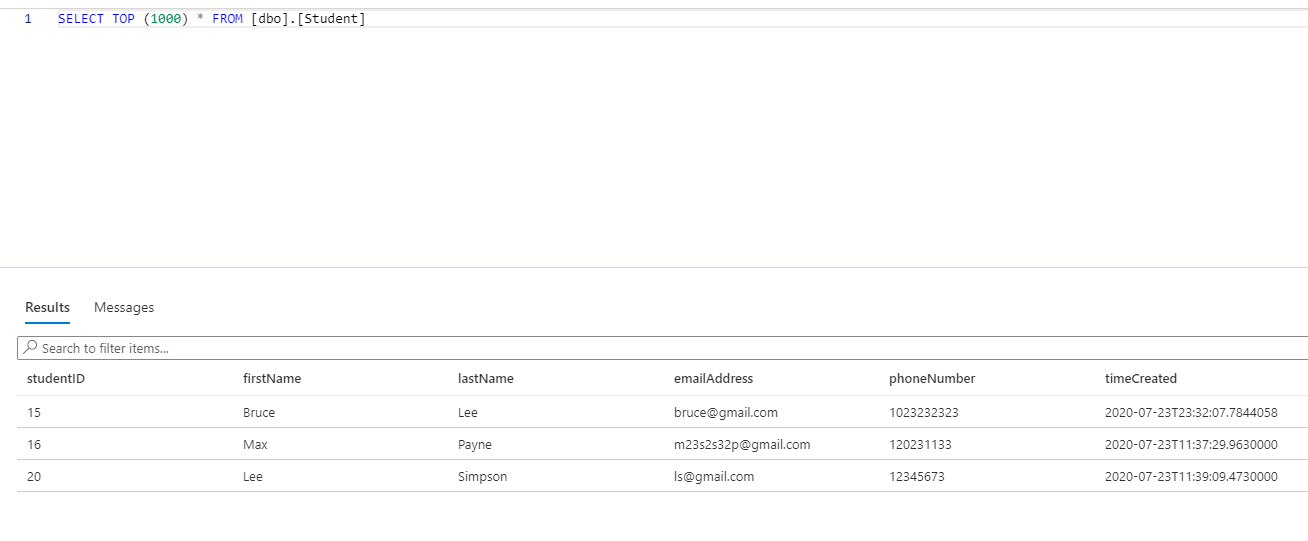 1 SELECT TOP (1000) * FROM [dbo].[Student]
Results Messages
Search to filter items...
studentID firstName lastName emailAddress phoneNumber timeCreated
15 Bruce Lee bruce@gmail.com 1023232323 2020-07-23T23:32:07.7844058
16 Max Payne m23s2s32p@gmail.com 120231133 2020-07-23T11:37:29.9630000
20 Lee Simpson ls@gmail.com 12345673 2020-07-23T11:39:09.4730000